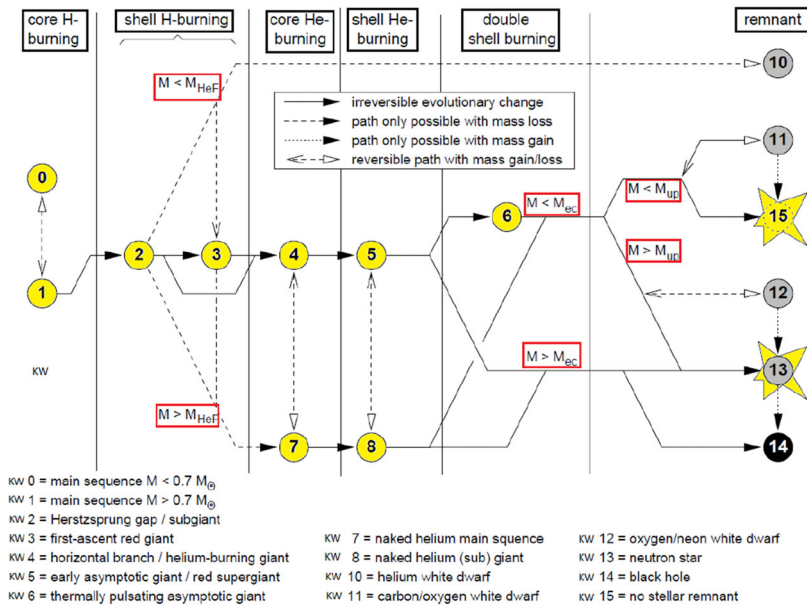 core H-
burning
shell H-burning
core He-
burning
shell He-
burning
double
shell burning
remnant
M < M_HeF
irreversible evolutionary change
path only possible with mass loss
path only possible with mass gain
reversible path with mass gain/loss
10
11
0
M < M_ec
M < M_up
6
15
2
3
4
5
M > M_up
1
12
KW
M > M_ec
13
M > M_HeF
7
8
14
KW 0 = main sequence M < 0.7 M⊙
KW 1 = main sequence M > 0.7 M⊙
KW 2 = Herstzsprung gap / subgiant
KW 3 = first-ascent red giant
KW 4 = horizontal branch / helium-burning giant
KW 5 = early asymptotic giant / red supergiant
KW 6 = thermally pulsating asymptotic giant
KW 7 = naked helium main squence
KW 8 = naked helium (sub) giant
KW 10 = helium white dwarf
KW 11 = carbon/oxygen white dwarf
KW 12 = oxygen/neon white dwarf
KW 13 = neutron star
KW 14 = black hole
KW 15 = no stellar remnant